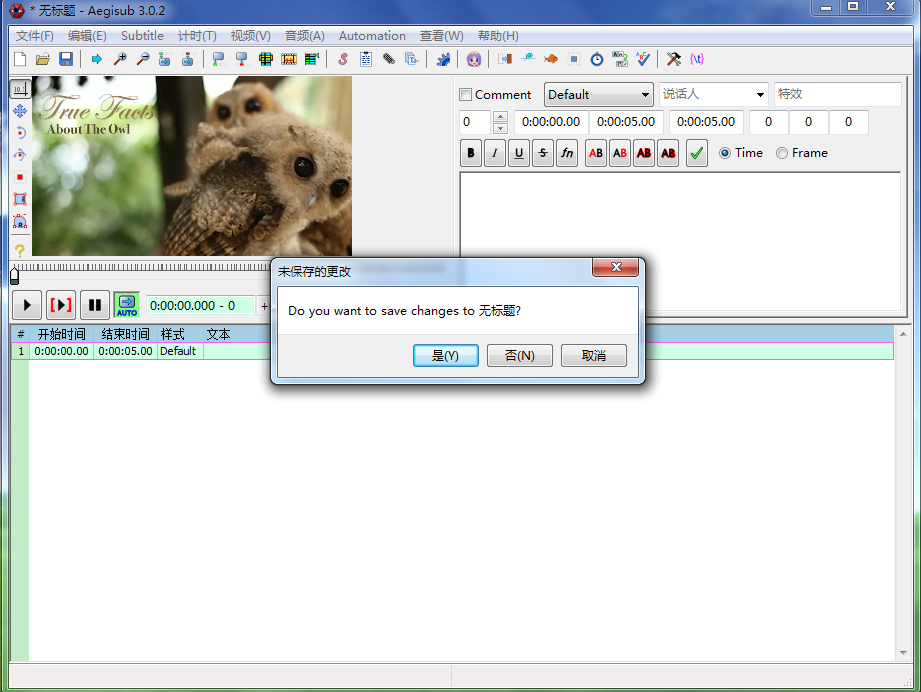 * 无标题 - Aegisub 3.0.2
文件(F) 编辑(E) Subtitle 计时(T) 视频(V) 音频(A) Automation 查看(W) 帮助(H)
True Facts
About The Owl
Comment Default 说话人 特效
0 0:00:00.00 0:00:05.00 0:00:05.00 0 0 0
B I U S fn AB AB AB AB Time Frame
未保存的更改
Do you want to save changes to 无标题?
是(Y) 否(N) 取消
AUTO 0:00:00.000 - 0 +
# 开始时间 结束时间 样式 文本
1 0:00:00.00 0:00:05.00 Default